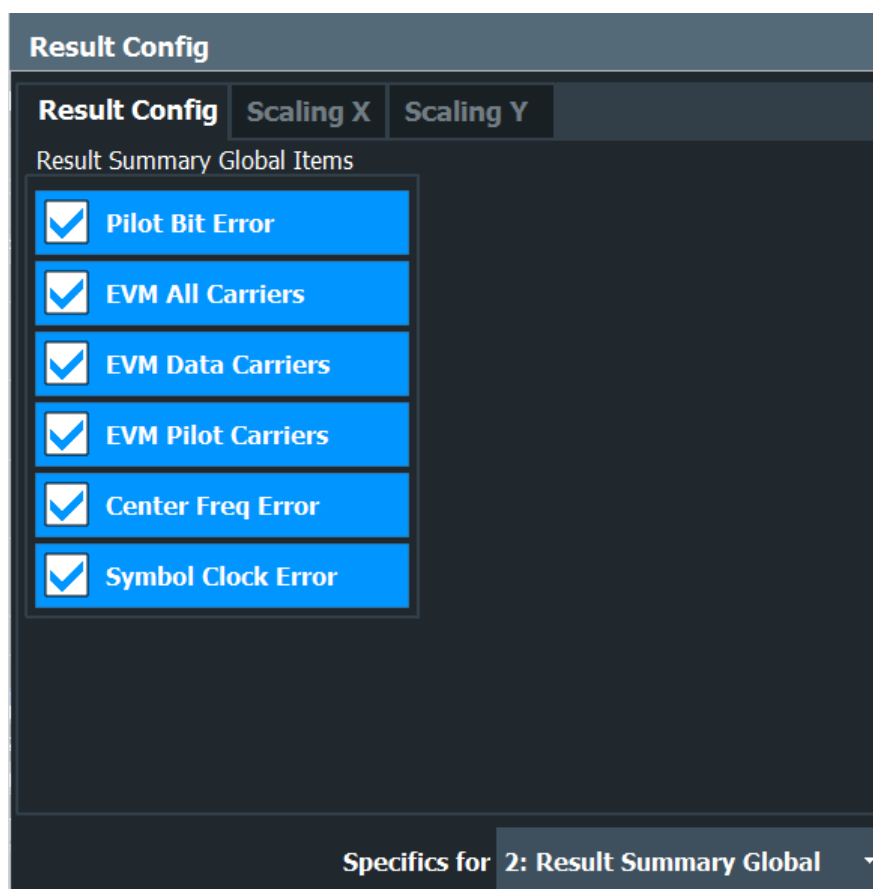 Result Config
Result Config Scaling X Scaling Y
Result Summary Global Items
Pilot Bit Error
EVM All Carriers
EVM Data Carriers
EVM Pilot Carriers
Center Freq Error
Symbol Clock Error
Specifics for 2: Result Summary Global